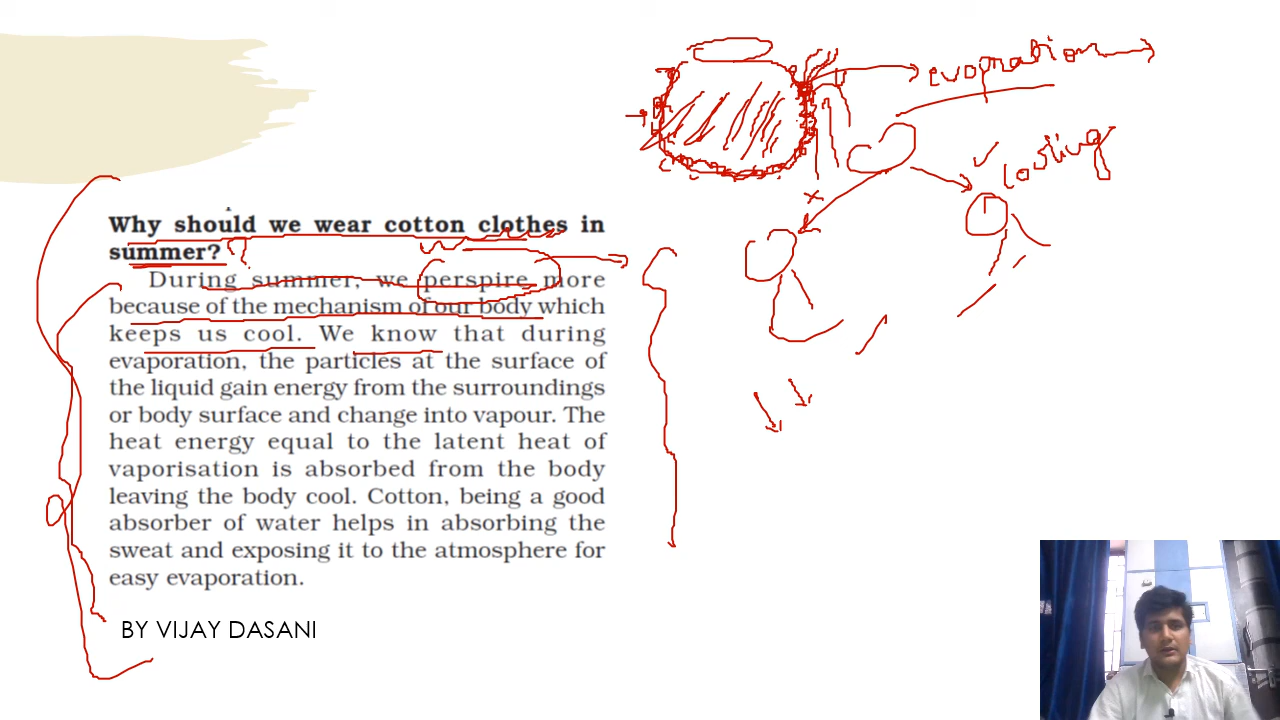 evopration
cooling
Why should we wear cotton clothes in
summer?
During summer, we perspire more
because of the mechanism of our body which
keeps us cool. We know that during
evaporation, the particles at the surface of
the liquid gain energy from the surroundings
or body surface and change into vapour. The
heat energy equal to the latent heat of
vaporisation is absorbed from the body
leaving the body cool. Cotton, being a good
absorber of water helps in absorbing the
sweat and exposing it to the atmosphere for
easy evaporation.
BY VIJAY DASANI